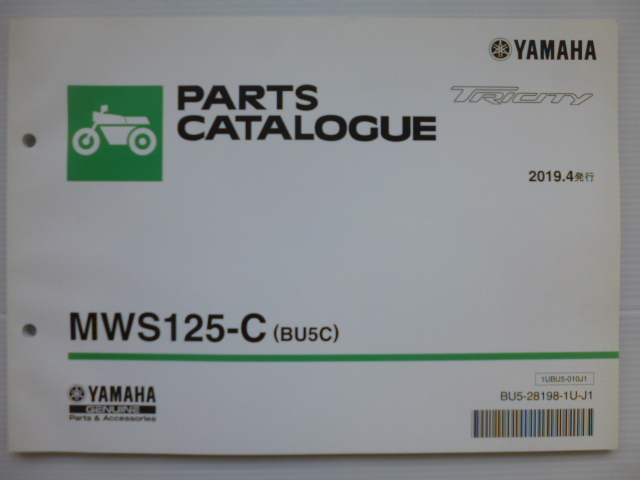 YAMAHA
TRICITY
PARTS
CATALOGUE
2019.4発行
MWS125-C (BU5C)
YAMAHA
GENUINE
Parts & Accessories
1UBU5-010J1
BU5-28198-1U-J1